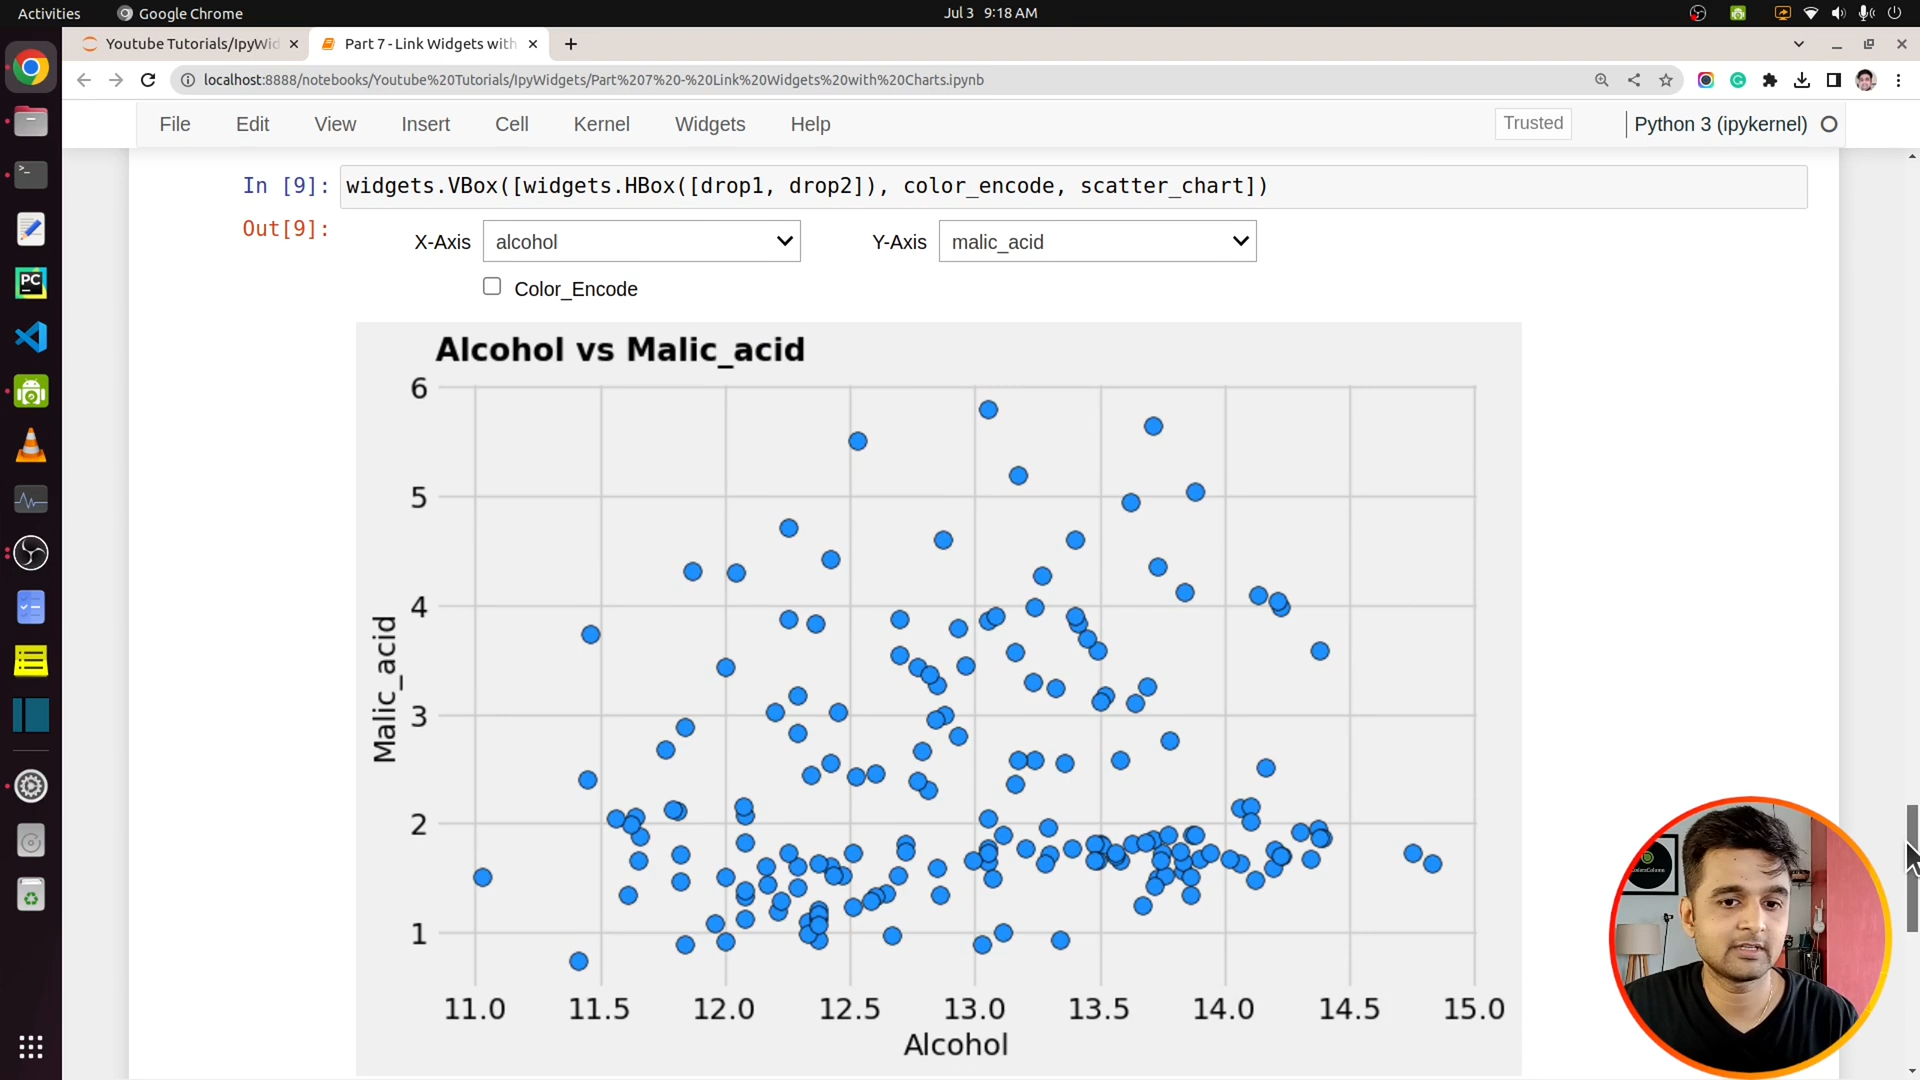 Activities
Google Chrome
Jul 3 9:18 AM
Youtube Tutorials/IpyWid
Part 7 - Link Widgets with
localhost:8888/notebooks/Youtube%20Tutorials/IpyWidgets/Part%207%20-%20Link%20Widgets%20with%20Charts.ipynb
File
Edit
View
Insert
Cell
Kernel
Widgets
Help
Trusted
Python 3 (ipykernel)
In [9]:
widgets.VBox([widgets.HBox([drop1, drop2]), color_encode, scatter_chart])
Out[9]:
X-Axis
alcohol
Y-Axis
malic_acid
Color_Encode
PC
Alcohol vs Malic_acid
6
5
4
3
2
1
Malic_acid
11.0
11.5
12.0
12.5
13.0
13.5
14.0
14.5
15.0
Alcohol